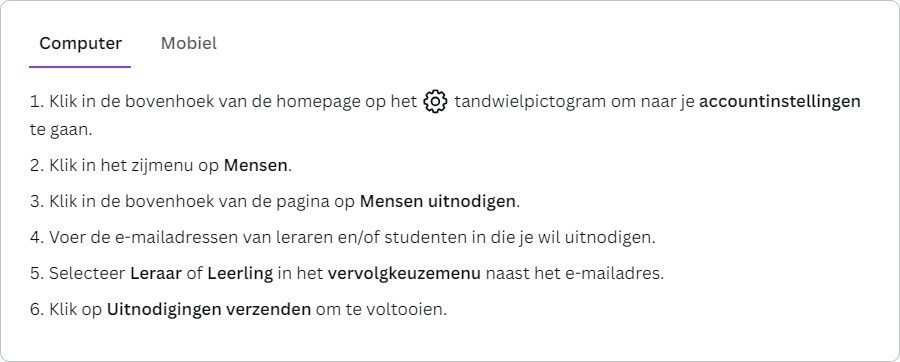 Computer Mobiel
1. Klik in de bovenhoek van de homepage op het tandwielpictogram om naar je accountinstellingen
te gaan.
2. Klik in het zijmenu op Mensen.
3. Klik in de bovenhoek van de pagina op Mensen uitnodigen.
4. Voer de e-mailadressen van leraren en/of studenten in die je wil uitnodigen.
5. Selecteer Leraar of Leerling in het vervolgkeuzemenu naast het e-mailadres.
6. Klik op Uitnodigingen verzenden om te voltooien.